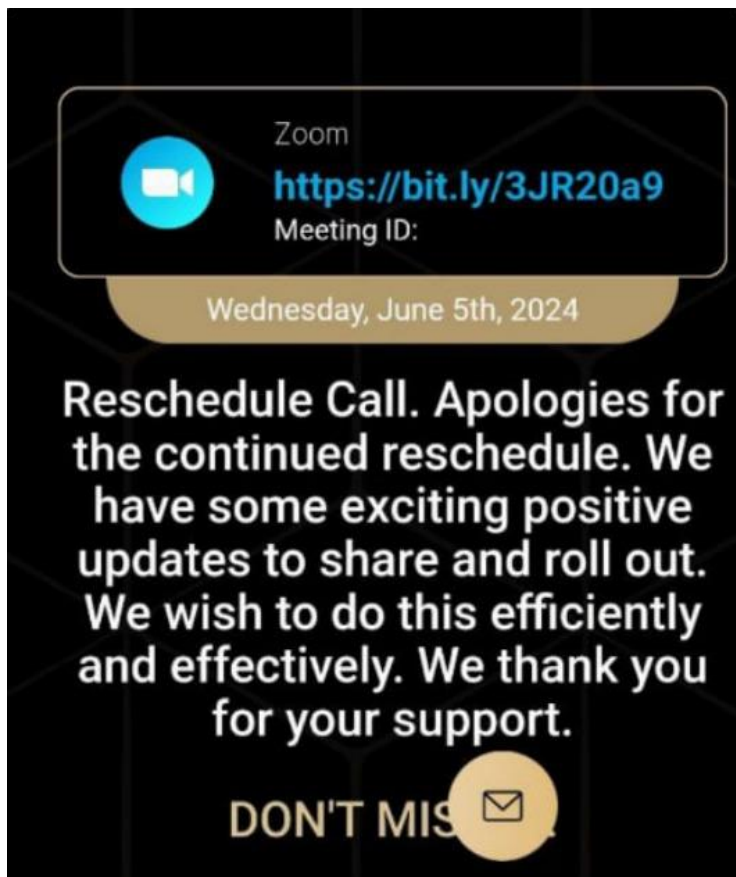 Zoom
https://bit.ly/3JR20a9
Meeting ID:
Wednesday, June 5th, 2024
Reschedule Call. Apologies for
the continued reschedule. We
have some exciting positive
updates to share and roll out.
We wish to do this efficiently
and effectively. We thank you
for your support.
DON'T